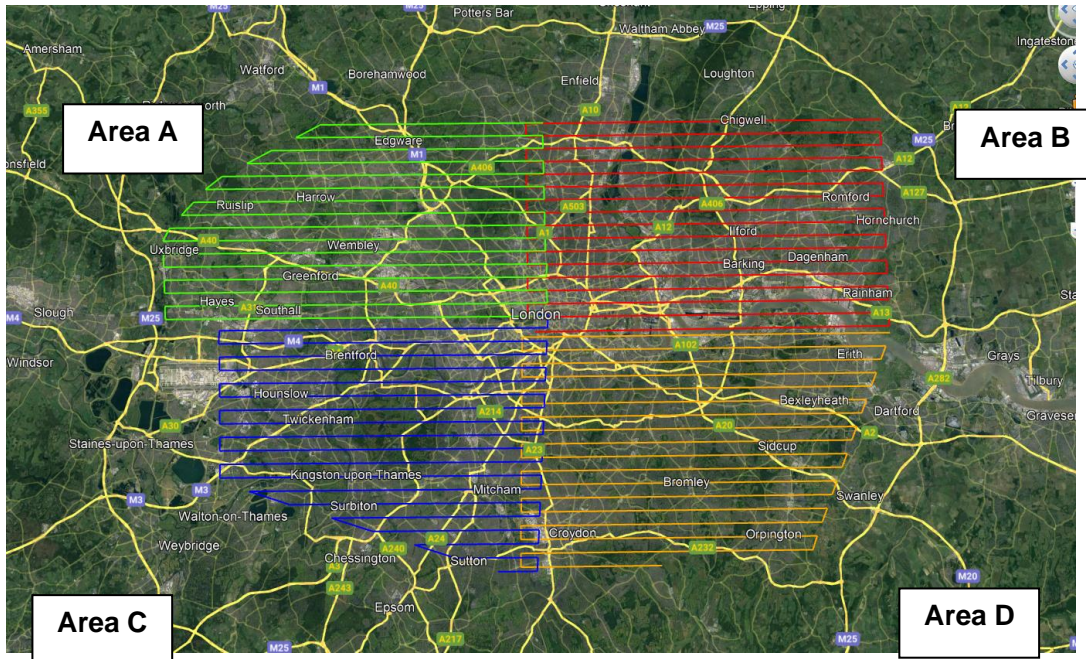 Potters Bar
M25
Waltham Abbey
M25
Ingatestone
Amersham
Watford
Borehamwood
Enfield
Loughton
M1
A355
A10
Area A
Edgware
M1
Chigwell
M25
Area B
A406
A12
A127
Ruislip
Harrow
A503
A406
Romford
Hornchurch
A12
Ilford
Uxbridge
A40
Wembley
A1
Dagenham
Barking
Greenford
A40
Rainham
Hayes
Southall
London
A13
Slough
M4
M25
M4
A102
Windsor
Brentford
Erith
Grays
A282
Tilbury
Hounslow
Bexleyheath
Dartford
Twickenham
A214
A20
A2
A30
Staines-upon-Thames
A23
Sidcup
Kingston upon Thames
Mitcham
Bromley
Swanley
M3
M3
Walton-on-Thames
Surbiton
Weybridge
Croydon
Orpington
A24
A240
A232
Chessington
Sutton
A3
A243
M20
Area C
Epsom
Area D
M25
A217
M25